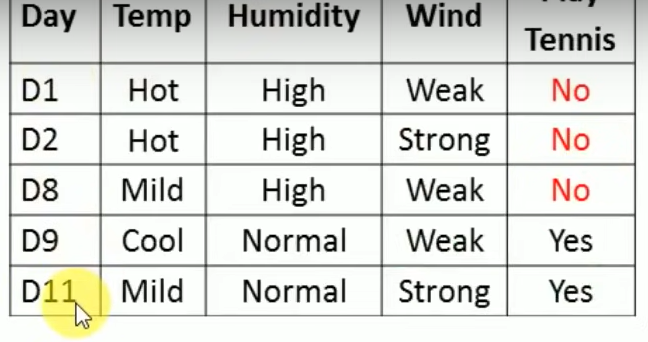 Day Temp Humidity Wind Play
Tennis
D1 Hot High Weak No
D2 Hot High Strong No
D8 Mild High Weak No
D9 Cool Normal Weak Yes
D11 Mild Normal Strong Yes